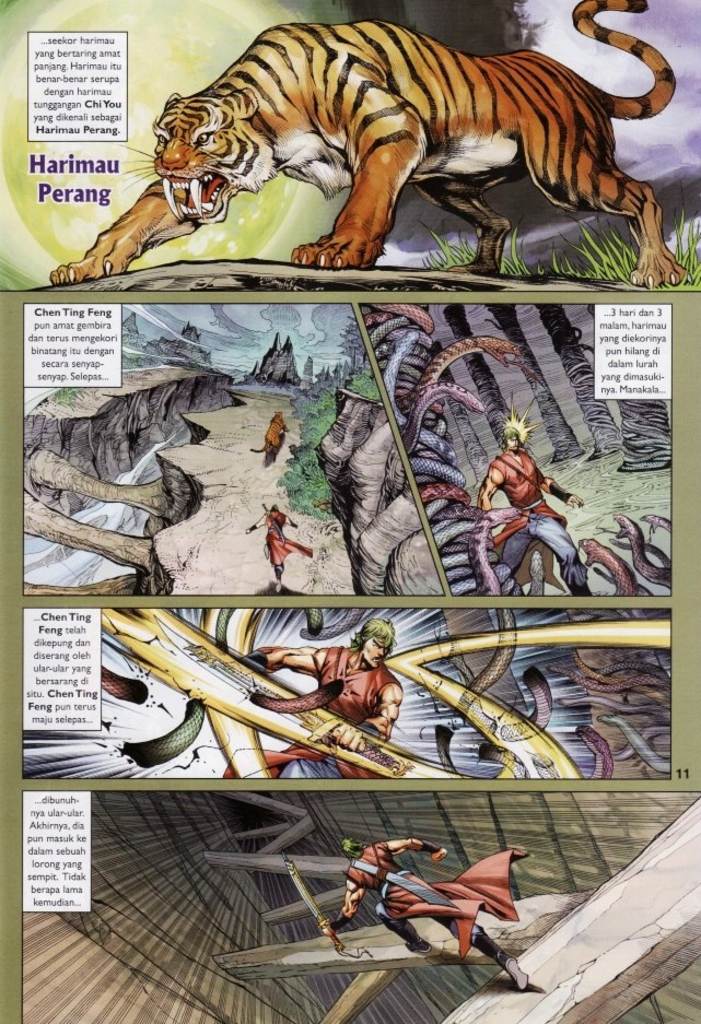 ...seekor harimau
yang bertaring amat
panjang. Harimau itu
benar-benar serupa
dengan harimau
tunggangan Chi You
yang dikenali sebagai
Harimau Perang.
Harimau
Perang
Chen Ting Feng
pun amat gembira
dan terus mengekori
binatang itu dengan
secara senyap-
senyap. Selepas...
...3 hari dan 3
malam, harimau
yang diekorinya
pun hilang di
dalam lurah
yang dimasuki-
nya. Manakala...
...Chen Ting
Feng telah
dikepung dan
diserang oleh
ular-ular yang
bersarang di
situ. Chen Ting
Feng pun terus
maju selepas...
11
...dibunuh-
nya ular-ular.
Akhirnya, dia
pun masuk ke
dalam sebuah
lorong yang
sempit. Tidak
berapa lama
kemudian...